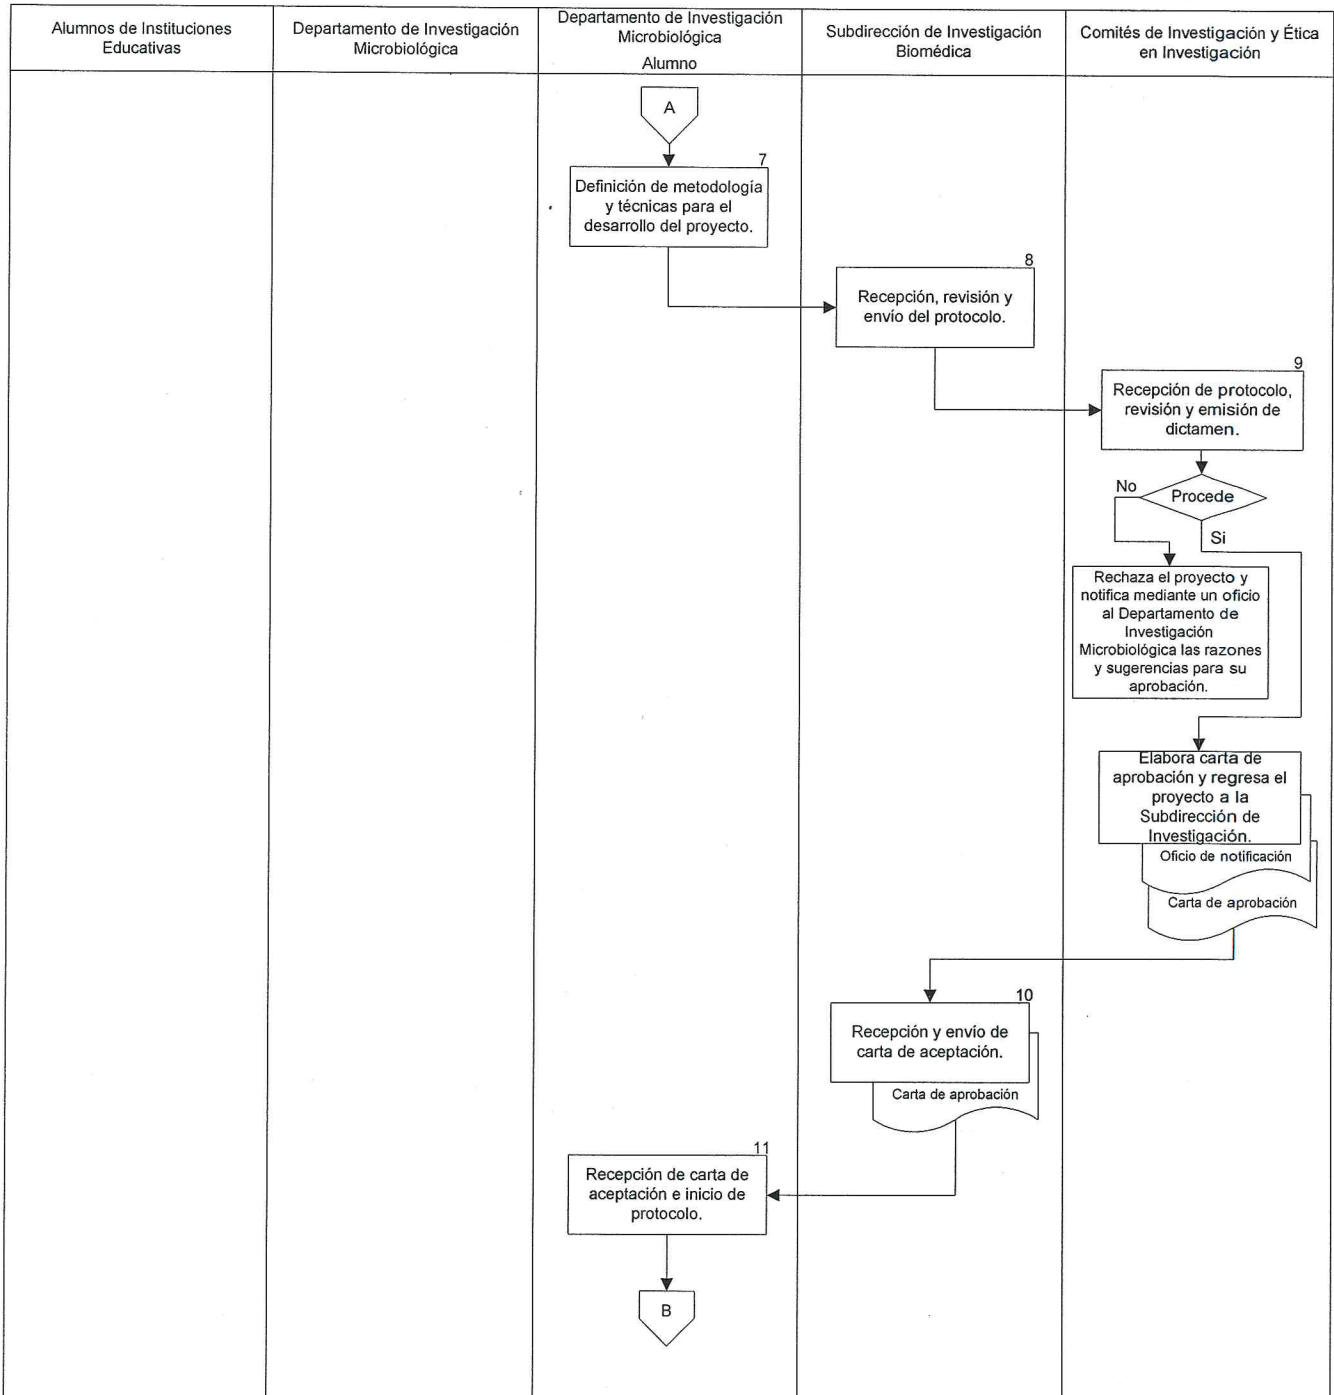 Alumnos de Instituciones
Educativas
Departamento de Investigación
Microbiológica
Departamento de Investigación
Microbiológica
Alumno
Subdirección de Investigación
Biomédica
Comités de Investigación y Ética
en Investigación
A
7
Definición de metodología
y técnicas para el
desarrollo del proyecto.
8
Recepción, revisión y
envío del protocolo.
9
Recepción de protocolo,
revisión y emisión de
dictamen.
No
Procede
Si
Rechaza el proyecto y
notifica mediante un oficio
al Departamento de
Investigación
Microbiológica las razones
y sugerencias para su
aprobación.
Elabora carta de
aprobación y regresa el
proyecto a la
Subdirección de
Investigación.
Oficio de notificación
Carta de aprobación
10
Recepción y envío de
carta de aceptación.
Carta de aprobación
11
Recepción de carta de
aceptación e inicio de
protocolo.
B